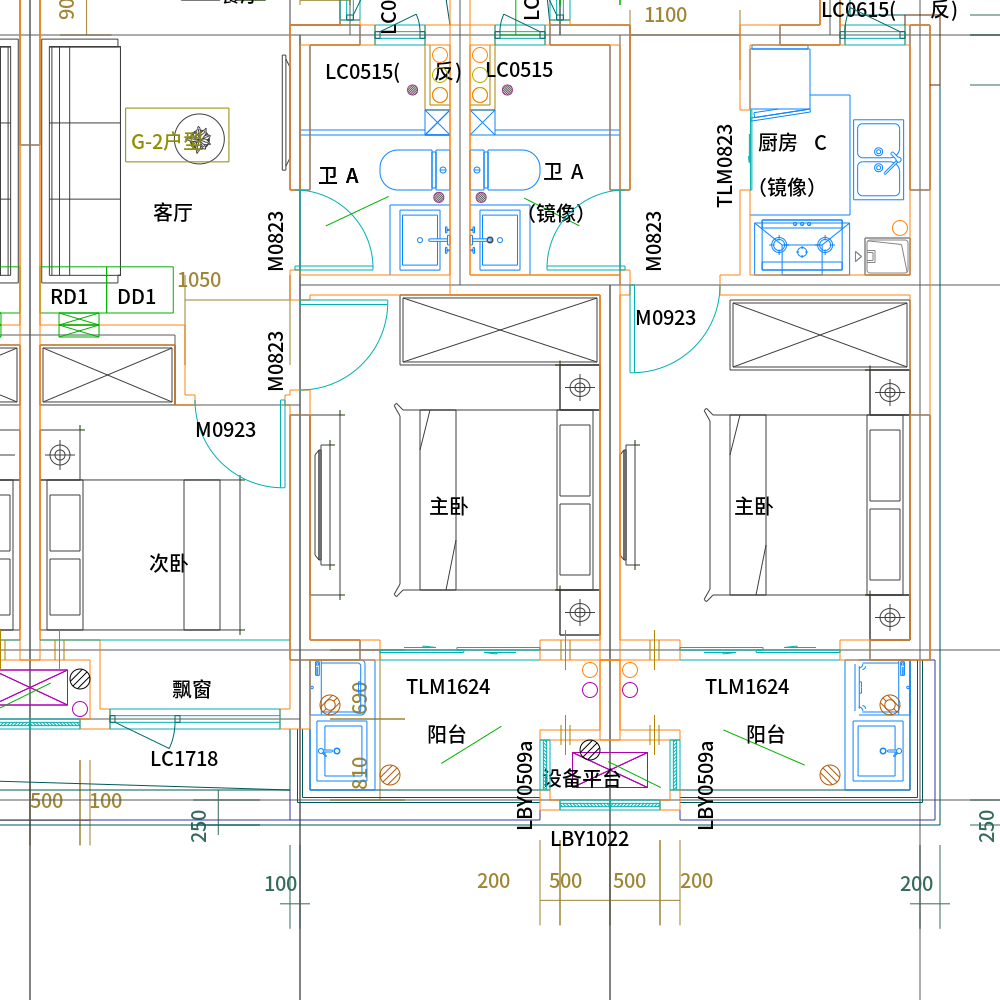 90
LC0
LC
1100
LC0615( 反)
LC0515( 反)
LC0515
G-2户型
客厅
卫 A
卫 A
(镜像)
厨房 C
(镜像)
TLM0823
M0823
M0823
1050
RD1
DD1
M0823
M0923
M0923
主卧
主卧
次卧
飘窗
TLM1624
TLM1624
690
阳台
阳台
LC1718
810
设备平台
LBY0509a
LBY0509a
500
100
250
250
LBY1022
100
200
500
500
200
200